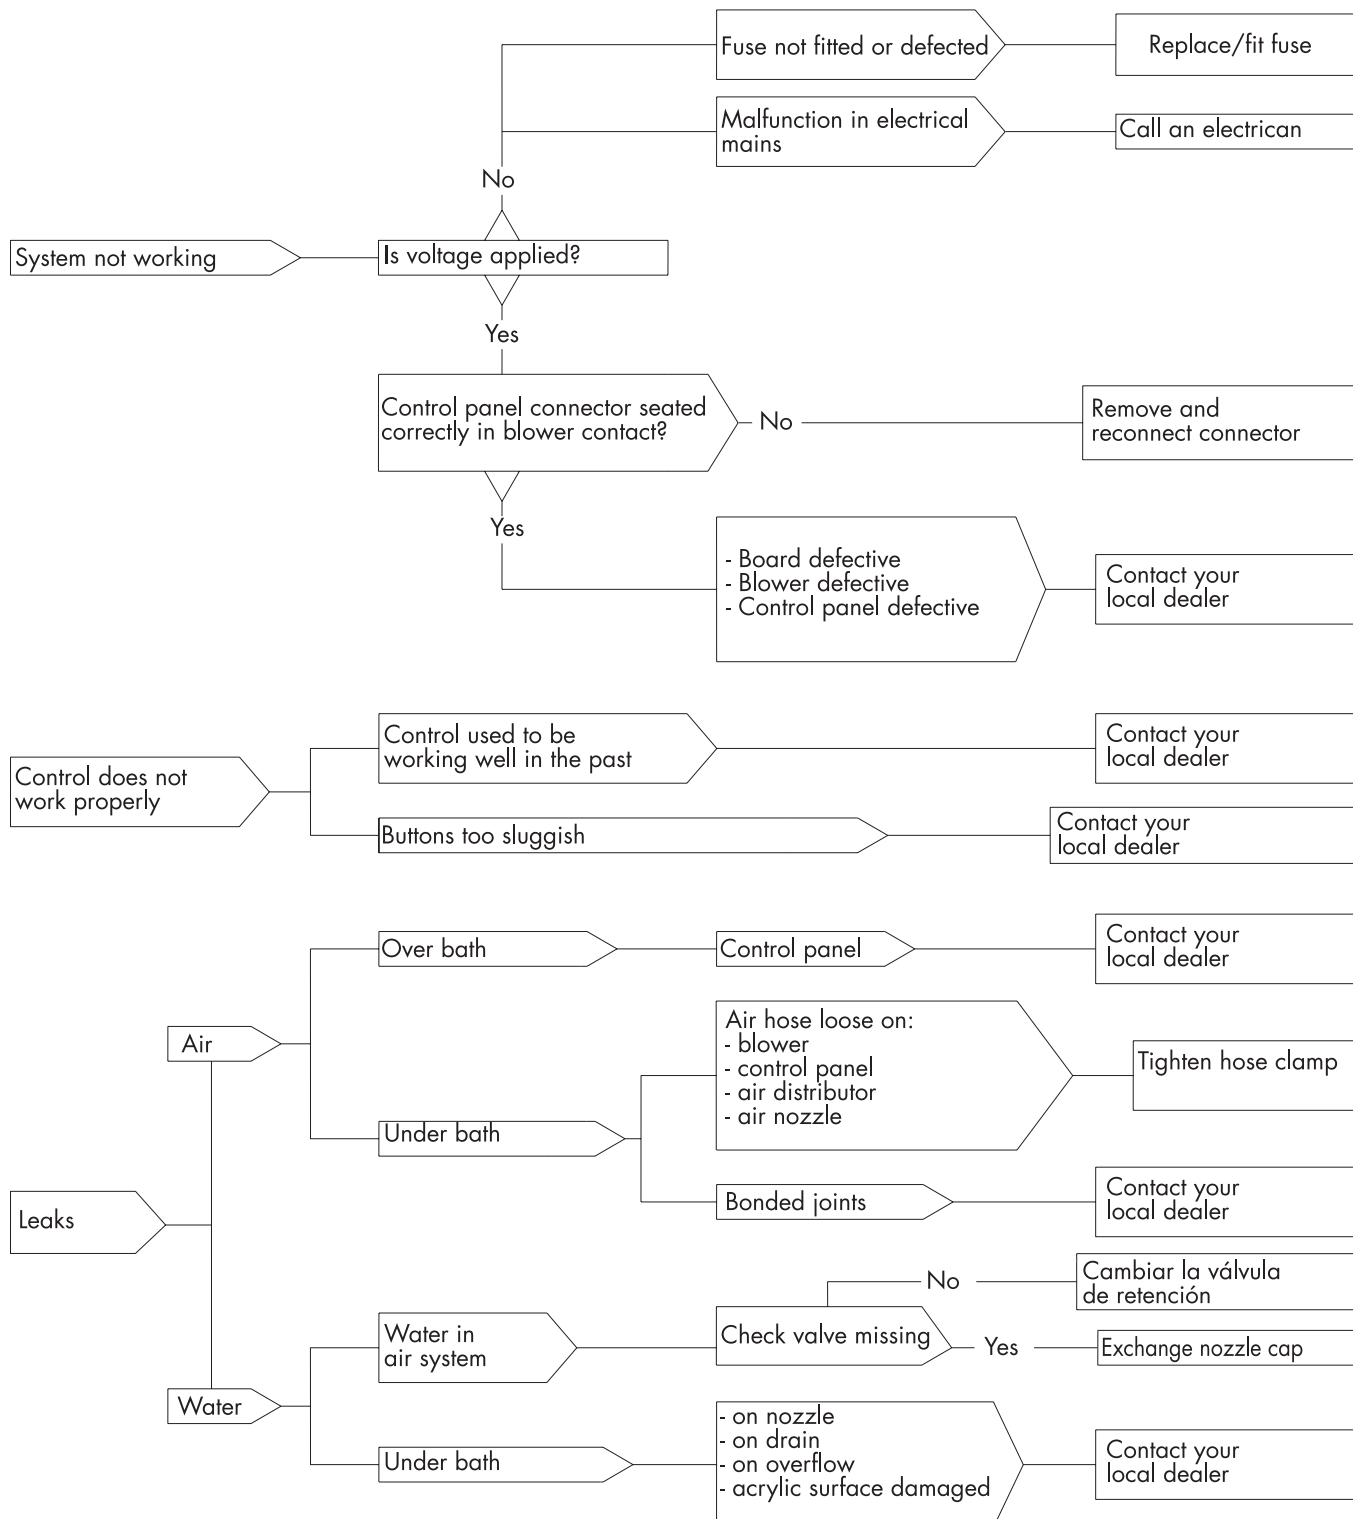 Fuse not fitted or defected
Replace/fit fuse
Malfunction in electrical
mains
Call an electrican
No
System not working
Is voltage applied?
Yes
Control panel connector seated
correctly in blower contact?
No
Remove and
reconnect connector
Yes
- Board defective
- Blower defective
- Control panel defective
Contact your
local dealer
Control does not
work properly
Control used to be
working well in the past
Contact your
local dealer
Buttons too sluggish
Contact your
local dealer
Leaks
Air
Over bath
Control panel
Contact your
local dealer
Under bath
Air hose loose on:
- blower
- control panel
- air distributor
- air nozzle
Tighten hose clamp
Bonded joints
Contact your
local dealer
Water
Water in
air system
Check valve missing
No
Cambiar la válvula
de retención
Yes
Exchange nozzle cap
Under bath
- on nozzle
- on drain
- on overflow
- acrylic surface damaged
Contact your
local dealer